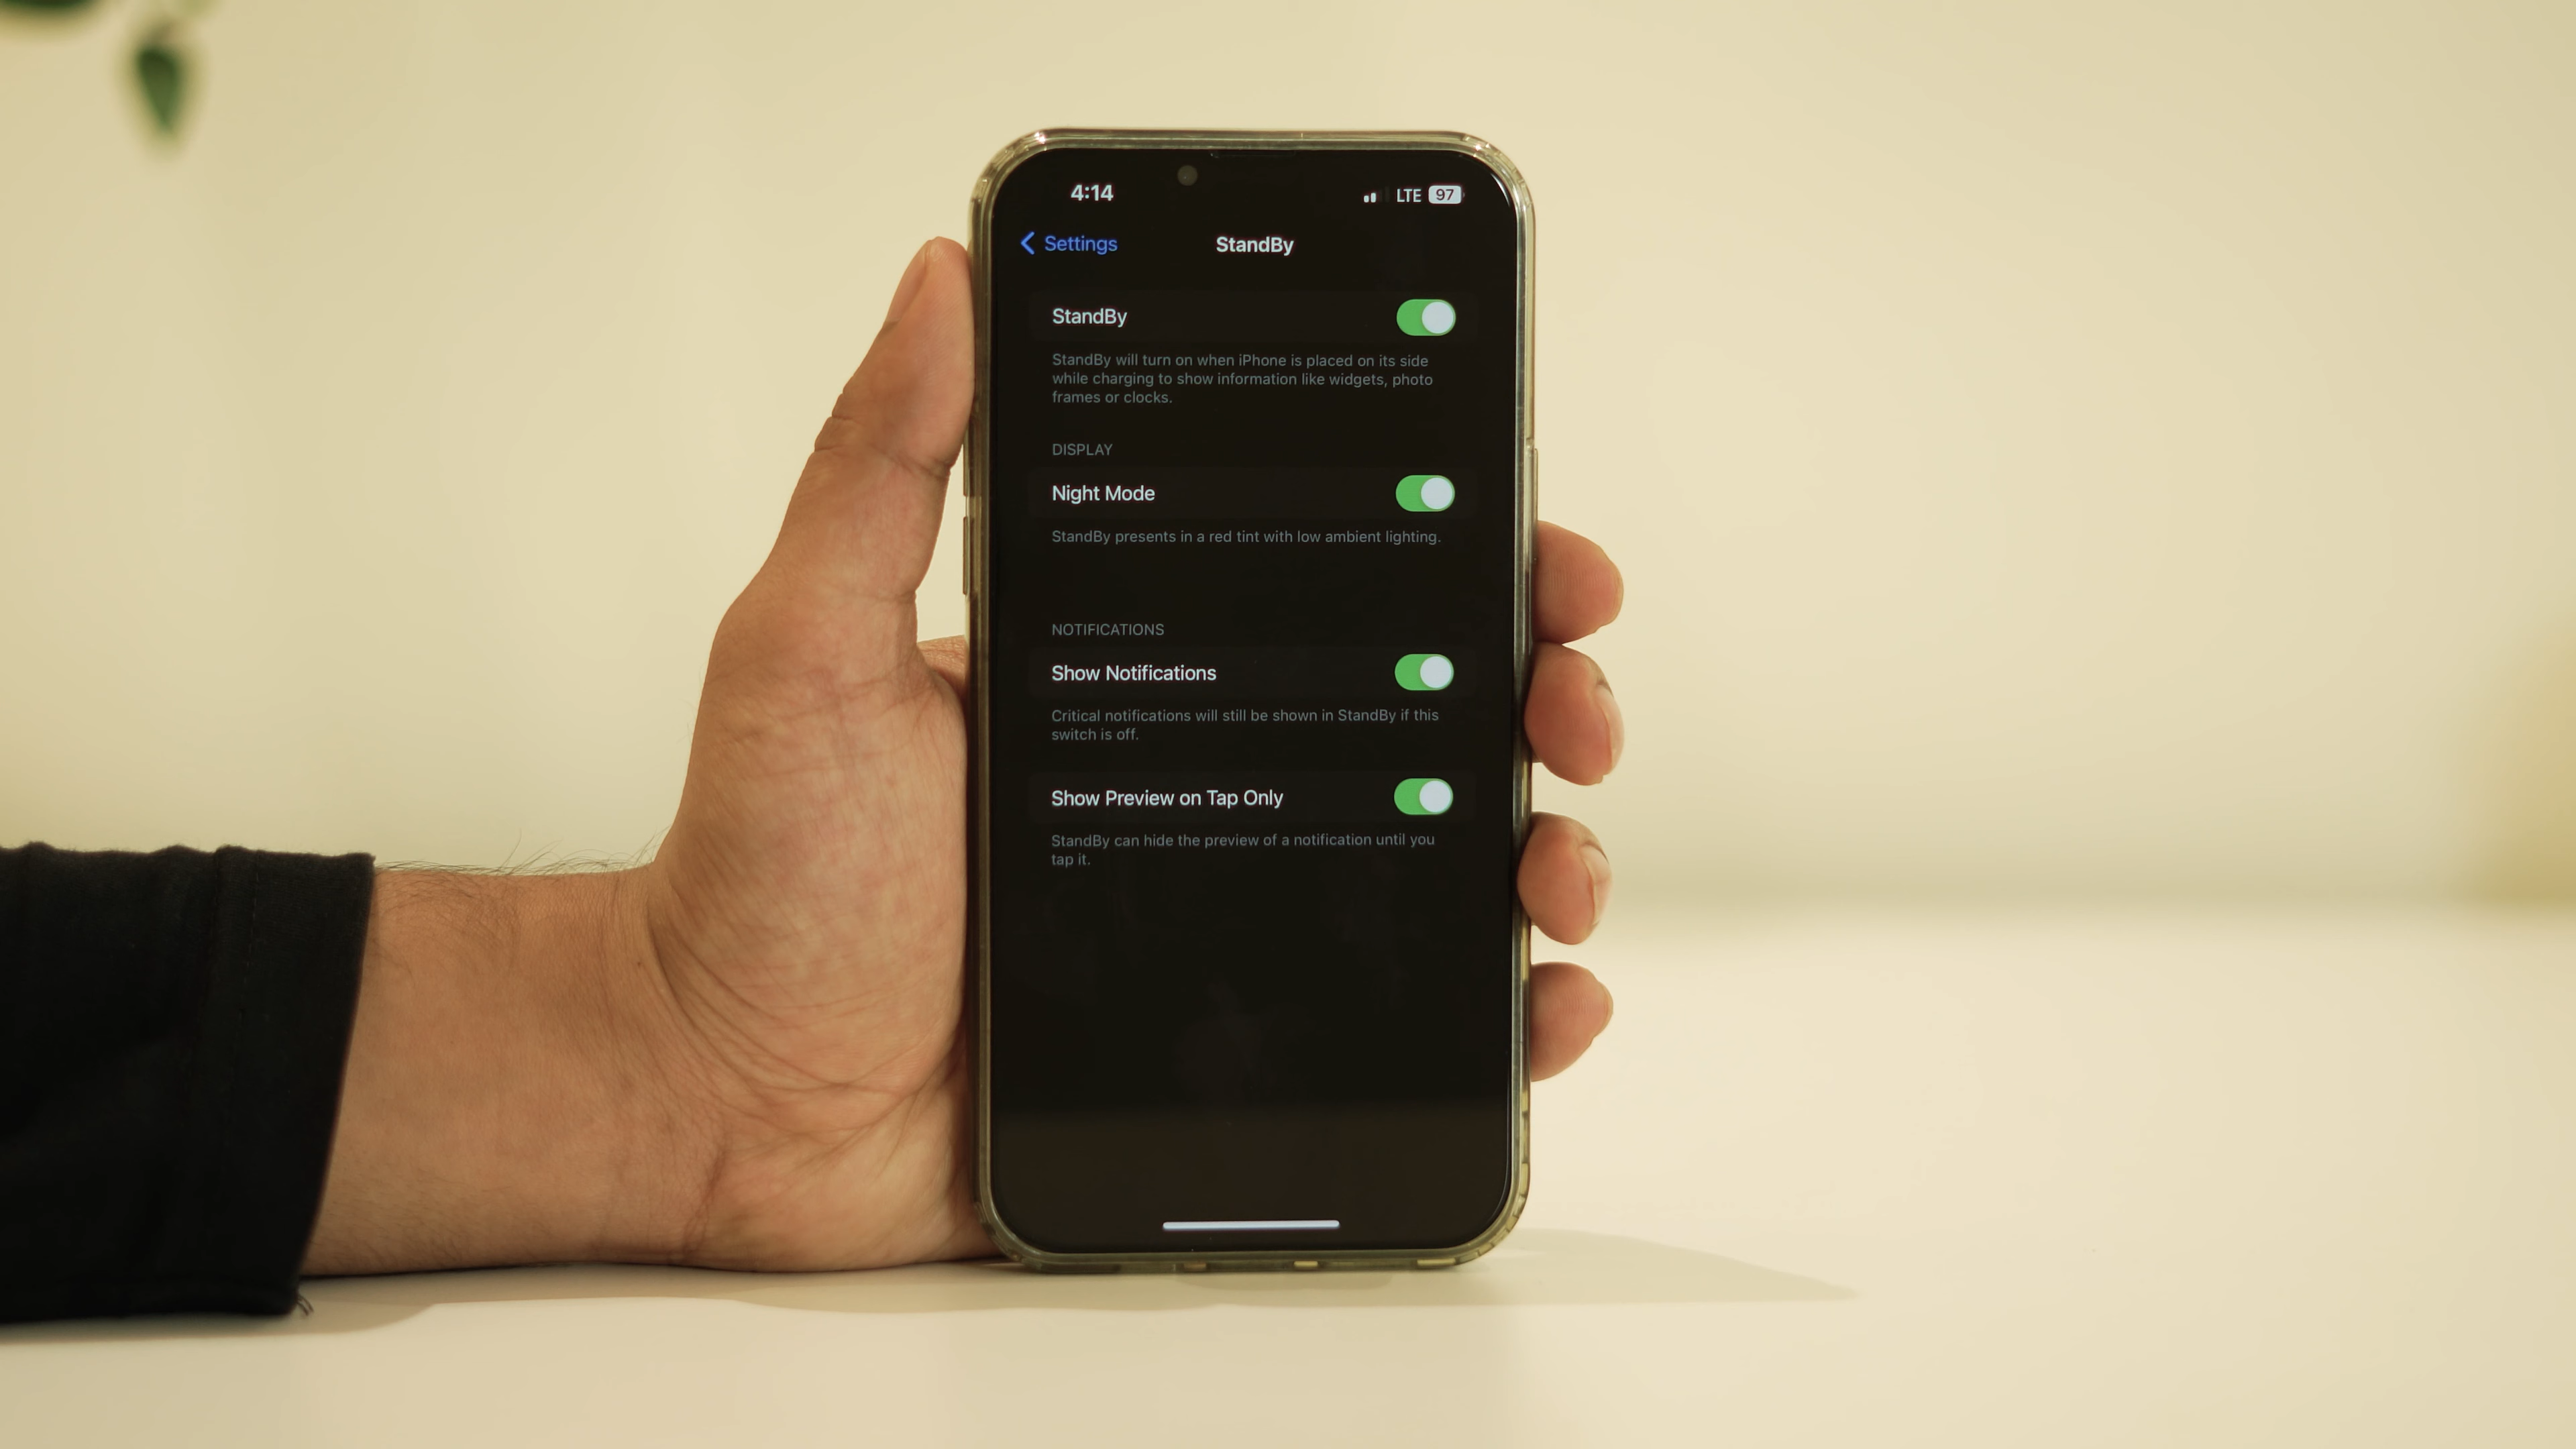 4:14 LTE 97
Settings StandBy
StandBy
StandBy will turn on when iPhone is placed on its side
while charging to show information like widgets, photo
frames or clocks.
DISPLAY
Night Mode
StandBy presents in a red tint with low ambient lighting.
NOTIFICATIONS
Show Notifications
Critical notifications will still be shown in StandBy if this
switch is off.
Show Preview on Tap Only
StandBy can hide the preview of a notification until you
tap it.